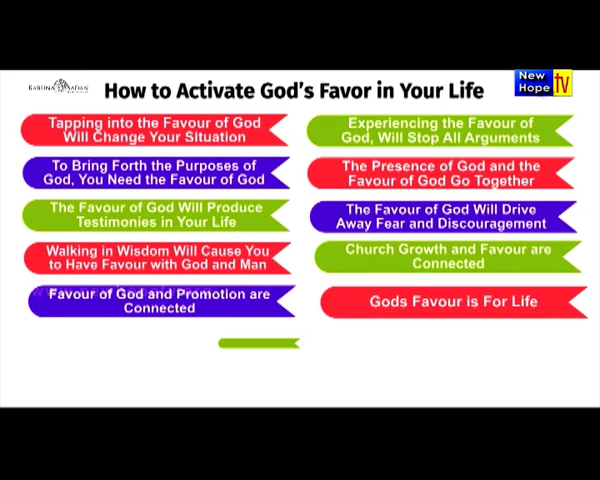 How to Activate God's Favor in Your Life
New
Hope TV
Tapping into the Favour of God
Will Change Your Situation
To Bring Forth the Purposes of
God, You Need the Favour of God
The Favour of God Will Produce
Testimonies in Your Life
Walking in Wisdom Will Cause You
to Have Favour with God and Man
Favour of God and Promotion are
Connected
Experiencing the Favour of
God, Will Stop All Arguments
The Presence of God and the
Favour of God Go Together
The Favour of God Will Drive
Away Fear and Discouragement
Church Growth and Favour are
Connected
Gods Favour is For Life